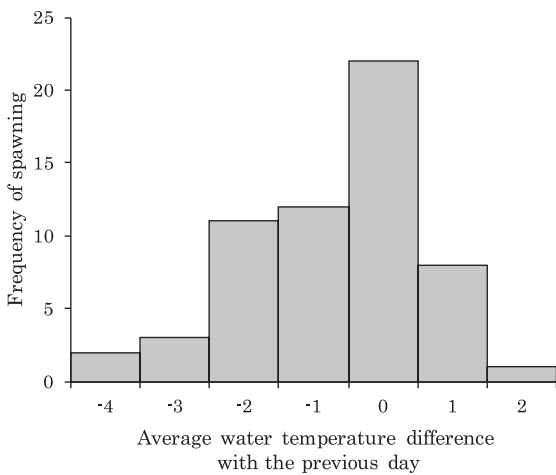 25
20
15
10
5
0
Frequency of spawning
-4 -3 -2 -1 0 1 2
Average water temperature difference
with the previous day